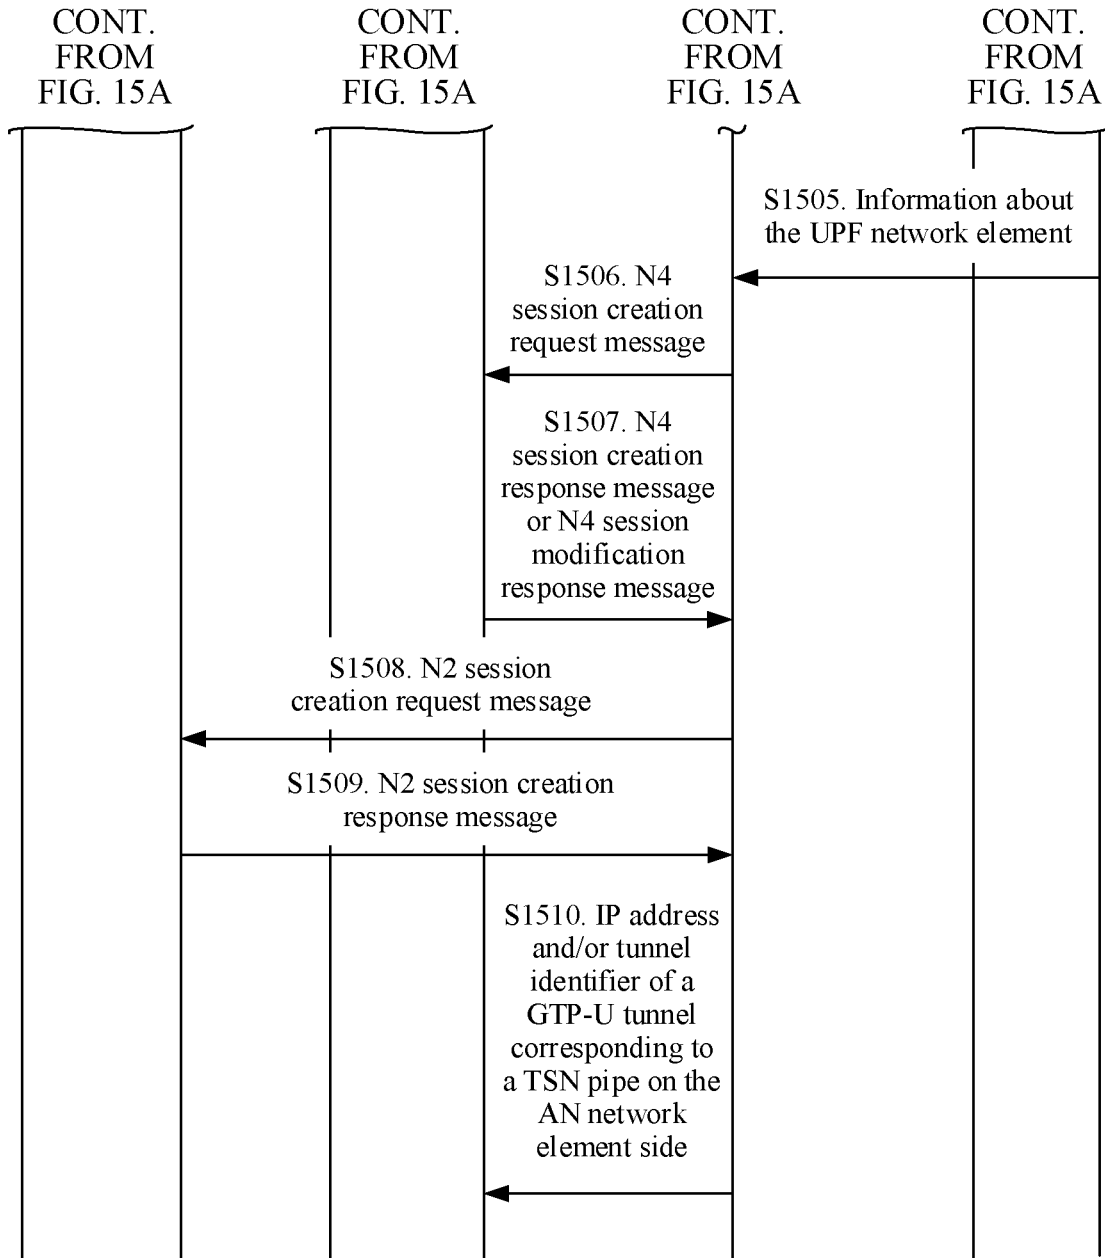 CONT.
FROM
FIG. 15A
CONT.
FROM
FIG. 15A
CONT.
FROM
FIG. 15A
CONT.
FROM
FIG. 15A
S1505. Information about
the UPF network element
S1506. N4
session creation
request message
S1507. N4
session creation
response message
or N4 session
modification
response message
S1508. N2 session
creation request message
S1509. N2 session creation
response message
S1510. IP address
and/or tunnel
identifier of a
GTP-U tunnel
corresponding to
a TSN pipe on the
AN network
element side